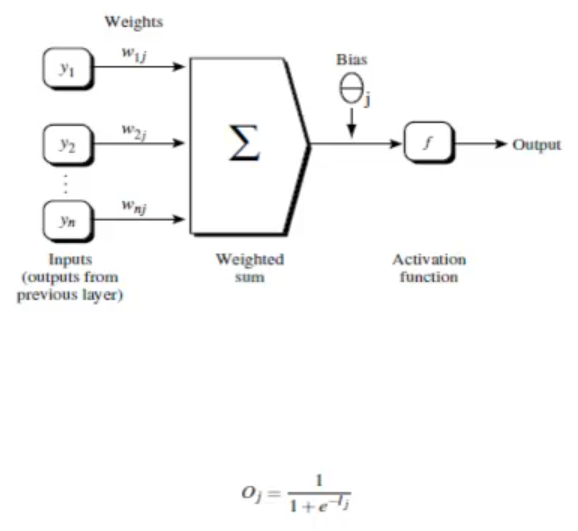 Weights
y₁ w₁ⱼ
Bias
θⱼ
y₂ w₂ⱼ Σ f Output
⋮
yₙ wₙⱼ
Inputs
(outputs from
previous layer)
Weighted
sum
Activation
function
Oⱼ = 1 / (1 + e^(−Iⱼ))